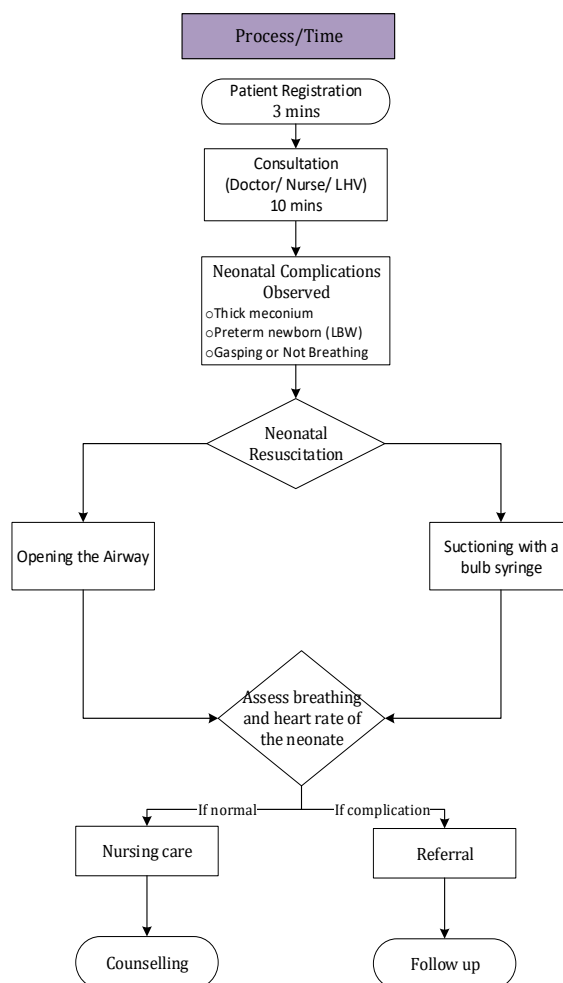 Process/Time
Patient Registration
3 mins
Consultation
(Doctor/ Nurse/ LHV)
10 mins
Neonatal Complications
Observed
○Thick meconium
○Preterm newborn (LBW)
○Gasping or Not Breathing
Neonatal
Resuscitation
Opening the Airway
Suctioning with a
bulb syringe
Assess breathing
and heart rate of
the neonate
If normal
If complication
Nursing care
Referral
Counselling
Follow up